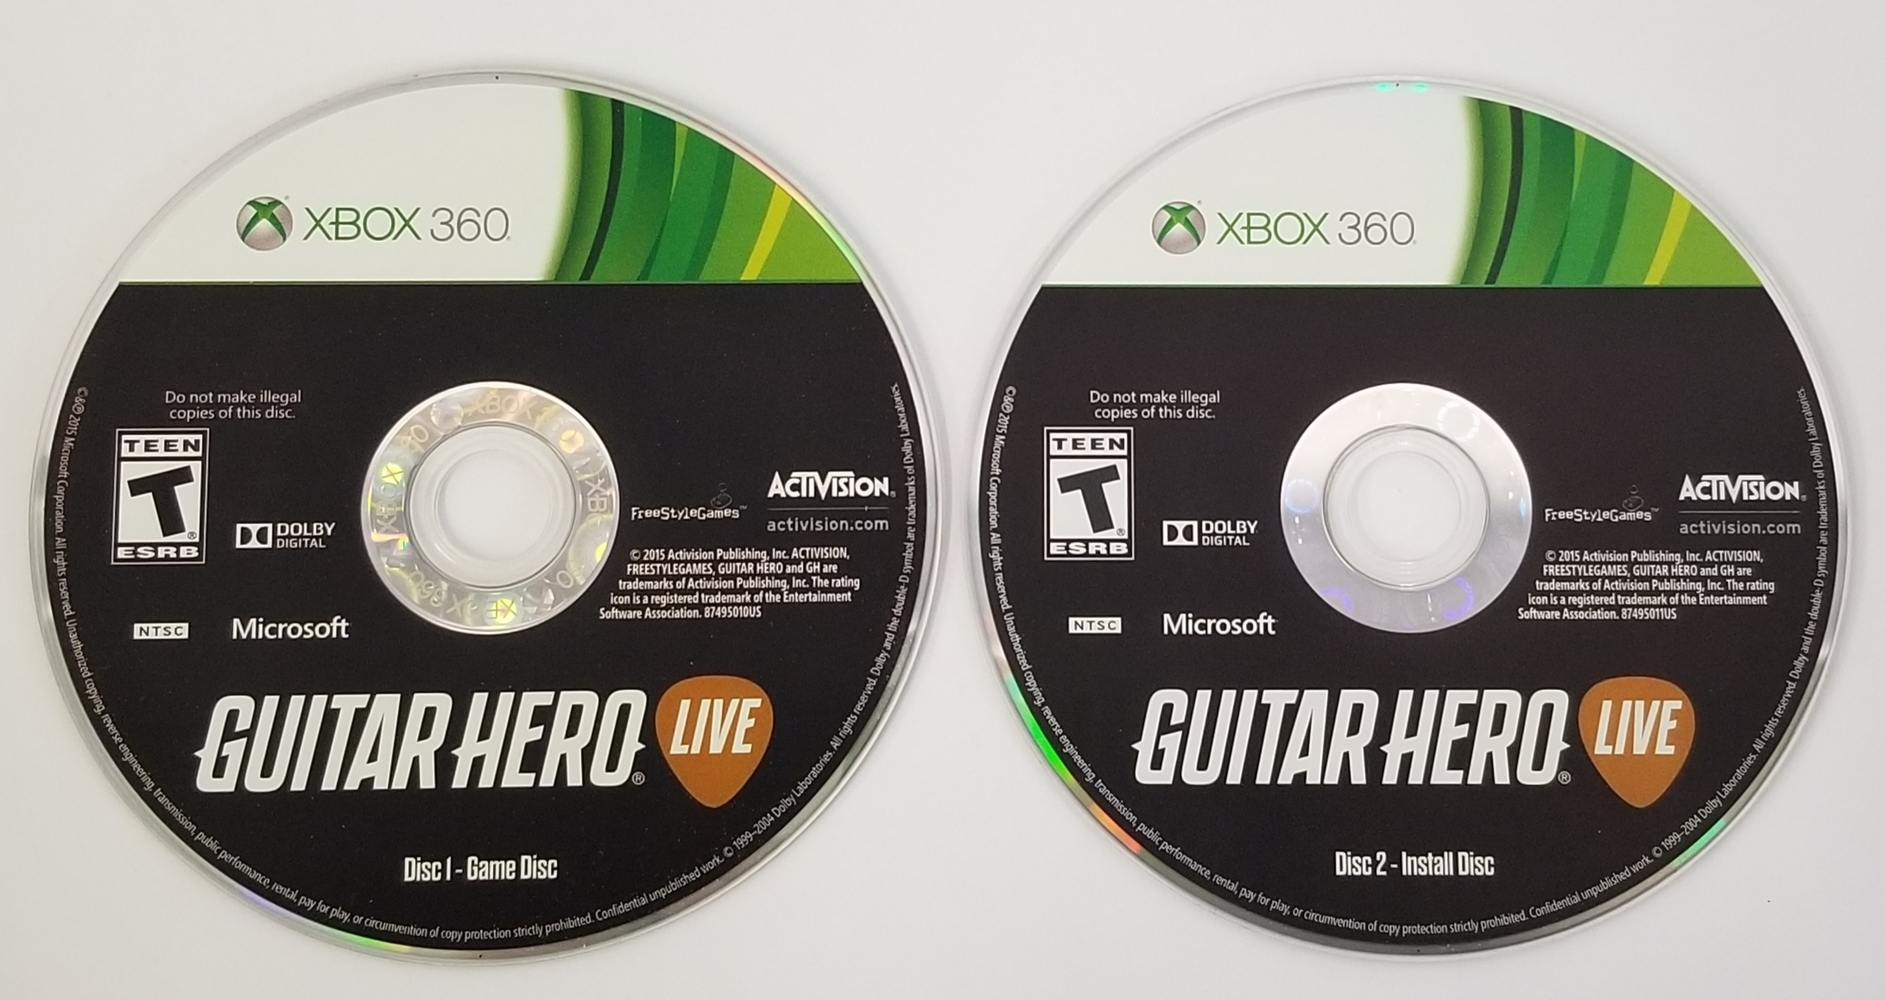 XBOX 360
Do not make illegal
copies of this disc.
TEEN
T
ESRB
DOLBY
DIGITAL
NTSC
Microsoft
FreeStyleGames™
ACTIVISION
activision.com
© 2015 Activision Publishing, Inc. ACTIVISION,
FREESTYLEGAMES, GUITAR HERO and GH are
trademarks of Activision Publishing, Inc. The rating
icon is a registered trademark of the Entertainment
Software Association. 87495010US
GUITAR HERO®
LIVE
Disc 1 - Game Disc
©&℗ 2015 Microsoft Corporation. All rights reserved. Unauthorized copying, reverse engineering, transmission, public performance, rental, pay for play, or circumvention of copy protection strictly prohibited. Confidential unpublished work. © 1999–2004 Dolby Laboratories. All rights reserved. Dolby and the double-D symbol are trademarks of Dolby Laboratories.
XBOX 360
Do not make illegal
copies of this disc.
TEEN
T
ESRB
DOLBY
DIGITAL
NTSC
Microsoft
FreeStyleGames™
ACTIVISION
activision.com
© 2015 Activision Publishing, Inc. ACTIVISION,
FREESTYLEGAMES, GUITAR HERO and GH are
trademarks of Activision Publishing, Inc. The rating
icon is a registered trademark of the Entertainment
Software Association. 87495011US
GUITAR HERO®
LIVE
Disc 2 - Install Disc
©&℗ 2015 Microsoft Corporation. All rights reserved. Unauthorized copying, reverse engineering, transmission, public performance, rental, pay for play, or circumvention of copy protection strictly prohibited. Confidential unpublished work. © 1999–2004 Dolby Laboratories. All rights reserved. Dolby and the double-D symbol are trademarks of Dolby Laboratories.